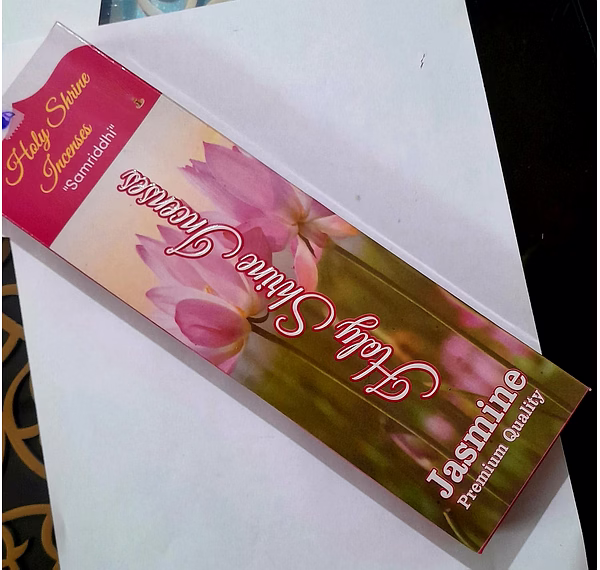 Holy Shrine
Incenses
"Samriddhi"
Holy Shrine Incenses
Jasmine
Premium Quality